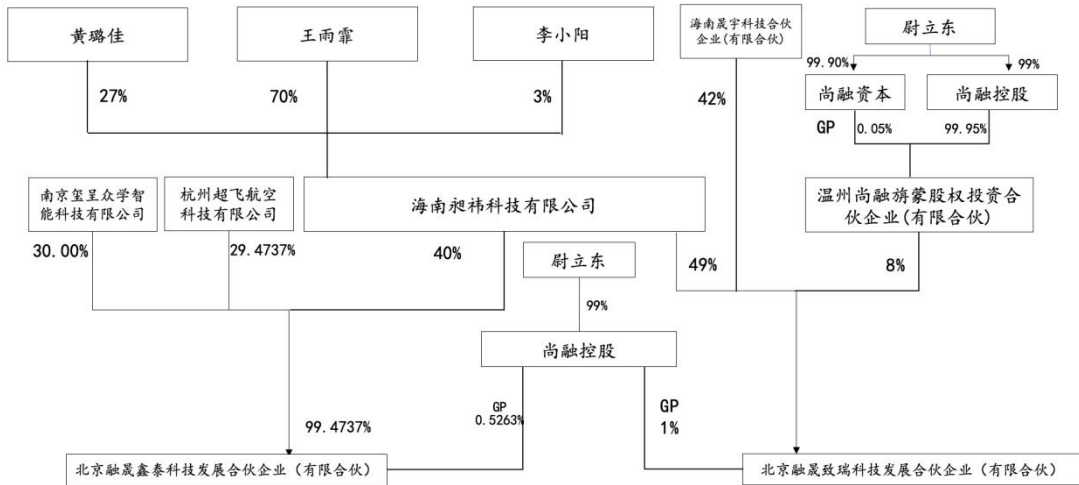 黄璐佳
王雨霏
李小阳
海南晟宇科技合伙
企业(有限合伙)
尉立东
99.90%
99%
27%
70%
3%
42%
尚融资本
尚融控股
GP
0.05%
99.95%
南京玺呈众学智
能科技有限公司
杭州超飞航空
科技有限公司
海南昶祎科技有限公司
温州尚融旃蒙股权投资合
伙企业(有限合伙)
30.00%
29.4737%
40%
49%
8%
尉立东
99%
尚融控股
GP
0.5263%
GP
1%
99.4737%
北京融晟鑫泰科技发展合伙企业（有限合伙）
北京融晟致瑞科技发展合伙企业（有限合伙）